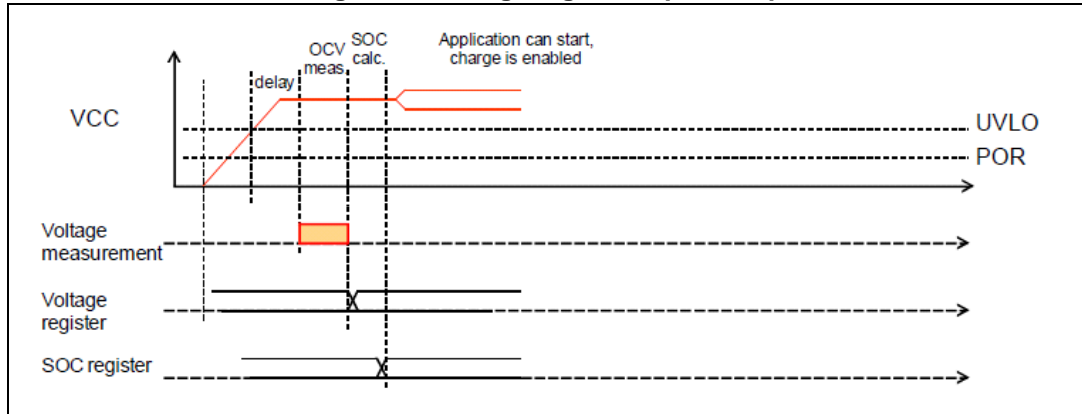 OCV
meas.
SOC
calc.
Application can start,
charge is enabled
delay
VCC
UVLO
POR
Voltage
measurement
Voltage
register
SOC register